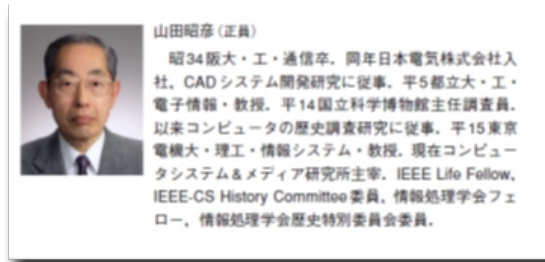 山田昭彦(正員)
昭34阪大・工・通信卒．同年日本電気株式会社入
社，CADシステム開発研究に従事．平5都立大・工・
電子情報・教授．平14国立科学博物館主任調査員．
以来コンピュータの歴史調査研究に従事．平15東京
電機大・理工・情報システム・教授．現在コンピュー
タシステム＆メディア研究所主宰．IEEE Life Fellow，
IEEE-CS History Committee委員，情報処理学会フェ
ロー，情報処理学会歴史特別委員会委員．